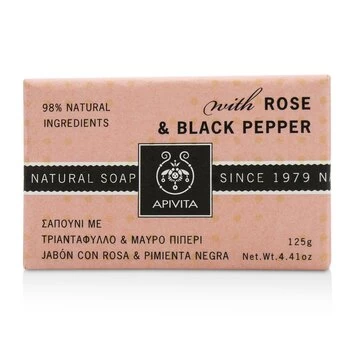 98% NATURAL
INGREDIENTS
with ROSE
& BLACK PEPPER
NATURAL SOAP
SINCE 1979 N
APIVITA
ΣΑΠΟΥΝΙ ΜΕ
ΤΡΙΑΝΤΑΦΥΛΛΟ & ΜΑΥΡΟ ΠΙΠΕΡΙ
JABÓN CON ROSA & PIMIENTA NEGRA
125g
Net.Wt.4.41oz